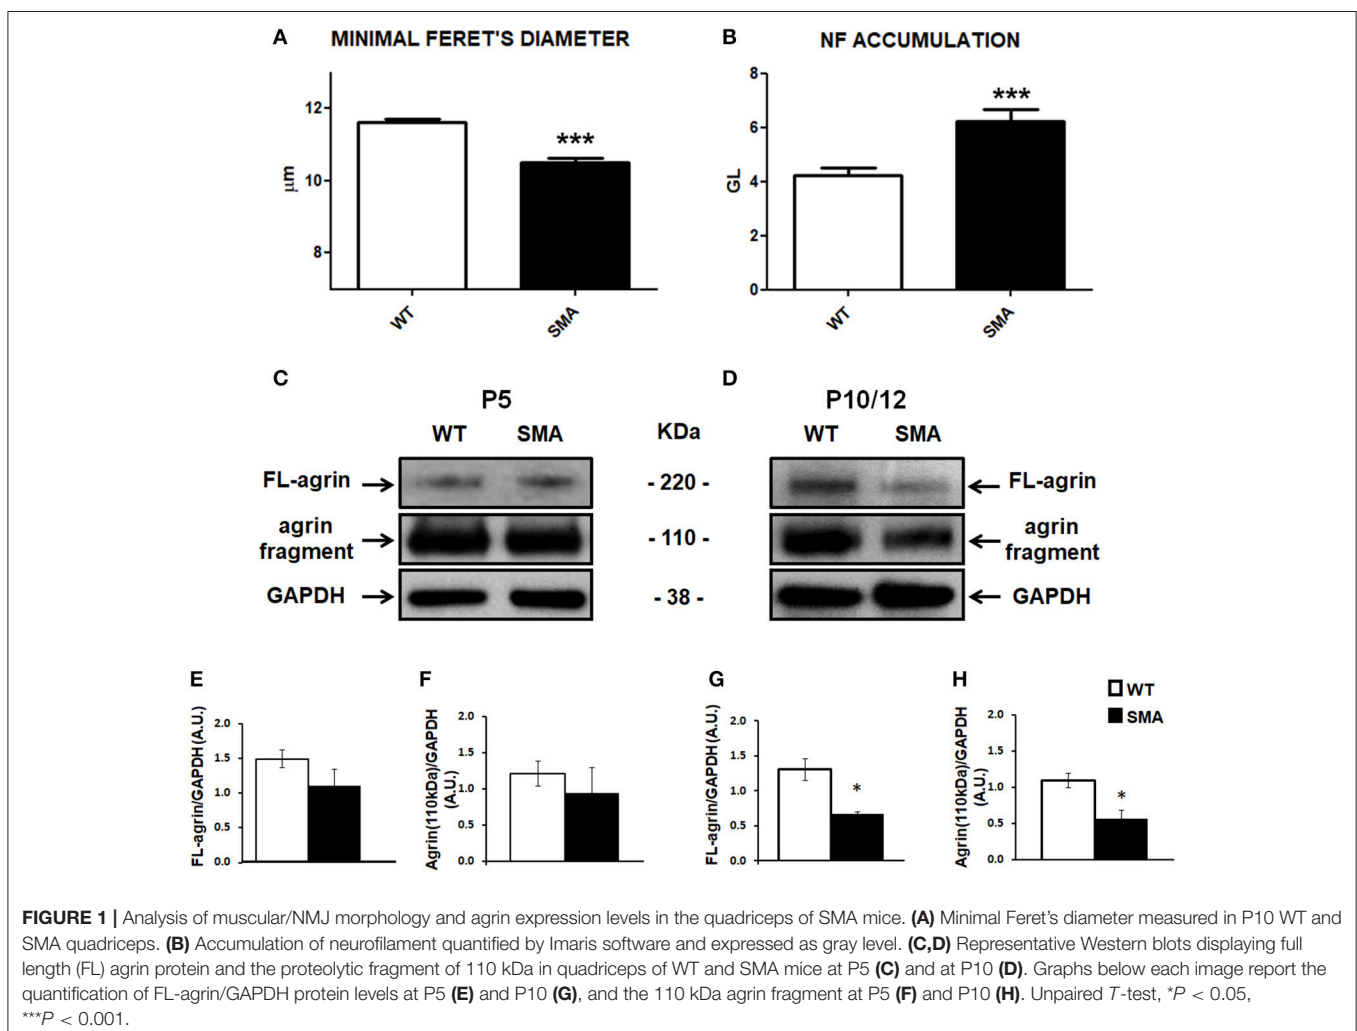 A MINIMAL FERET'S DIAMETER
12
10
8
μm
***
WT
SMA
B NF ACCUMULATION
8
6
4
2
0
GL
***
WT
SMA
C
P5
WT SMA
FL-agrin
agrin
fragment
GAPDH
KDa
- 220 -
- 110 -
- 38 -
D
P10/12
WT SMA
FL-agrin
agrin
fragment
GAPDH
E
FL-agrin/GAPDH (A.U.)
2.0
1.5
1.0
0.5
0.0
F
Agrin(110kDa)/GAPDH
(A.U.)
2.0
1.5
1.0
0.5
0.0
G
FL-agrin/GAPDH (A.U.)
2.0
1.5
1.0
0.5
0.0
*
H
Agrin(110kDa)/GAPDH
(A.U.)
2.0
1.5
1.0
0.5
0.0
*
WT
SMA
FIGURE 1 | Analysis of muscular/NMJ morphology and agrin expression levels in the quadriceps of SMA mice. (A) Minimal Feret's diameter measured in P10 WT and
SMA quadriceps. (B) Accumulation of neurofilament quantified by Imaris software and expressed as gray level. (C,D) Representative Western blots displaying full
length (FL) agrin protein and the proteolytic fragment of 110 kDa in quadriceps of WT and SMA mice at P5 (C) and at P10 (D). Graphs below each image report the
quantification of FL-agrin/GAPDH protein levels at P5 (E) and P10 (G), and the 110 kDa agrin fragment at P5 (F) and P10 (H). Unpaired T-test, *P < 0.05,
***P < 0.001.